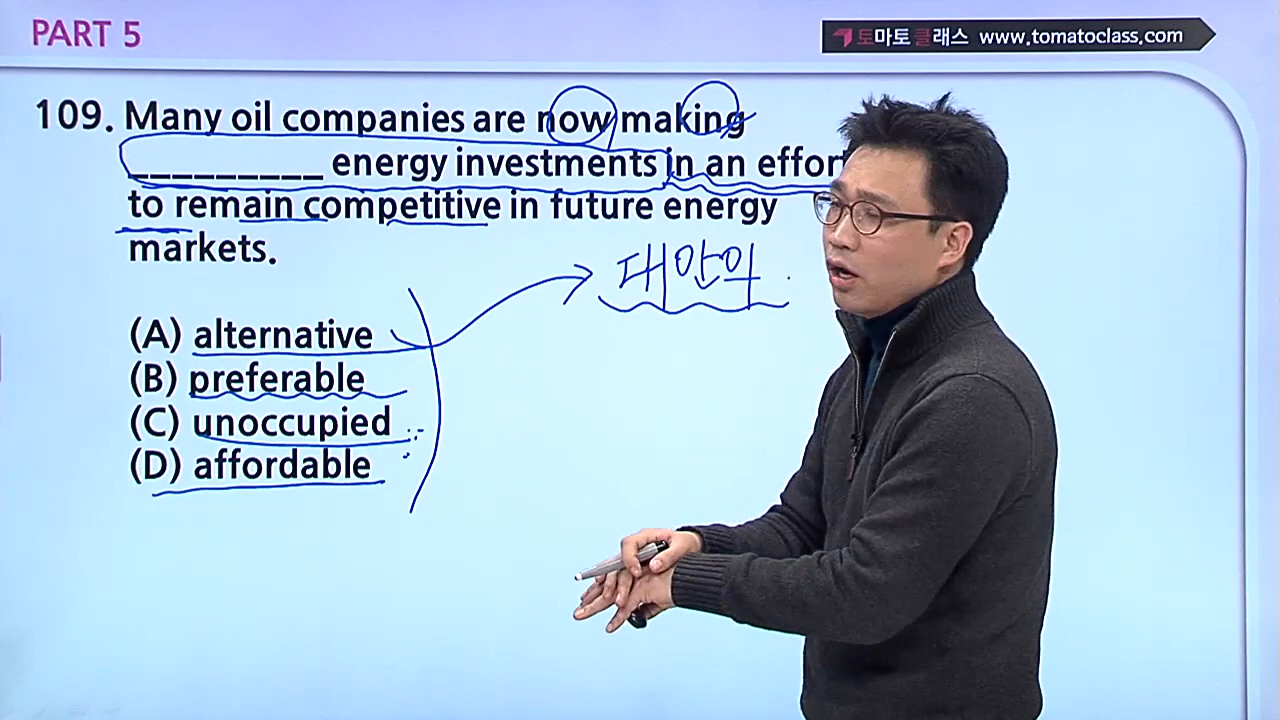 PART 5
토마토 클래스 www.tomatoclass.com
109. Many oil companies are now making
_________ energy investments in an effort
to remain competitive in future energy
markets.
대안의
(A) alternative
(B) preferable
(C) unoccupied
(D) affordable